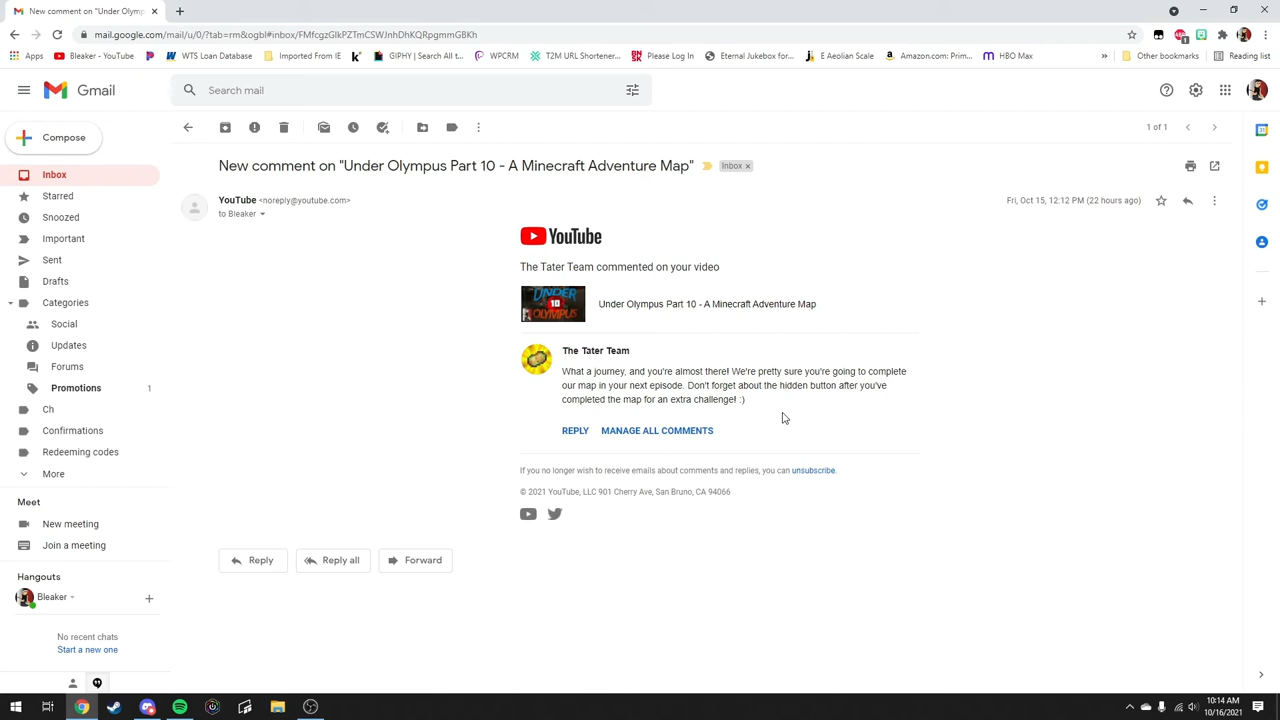 New comment on "Under Olymp
mail.google.com/mail/u/0/?tab=rm&ogbl#inbox/FMfcgzGlkPZTmCSWJnhDhKQRpgmmGBKh
Apps
Bleaker - YouTube
WTS Loan Database
Imported From IE
GIPHY | Search All t...
WPCRM
T2M URL Shortener...
Please Log In
Eternal Jukebox for...
E Aeolian Scale
Amazon.com: Prim...
HBO Max
»
Other bookmarks
Reading list
Gmail
Search mail
Compose
1 of 1
Inbox
Starred
Snoozed
Important
Sent
Drafts
Categories
Social
Updates
Forums
Promotions 1
Ch
Confirmations
Redeeming codes
More
Meet
New meeting
Join a meeting
Hangouts
Bleaker
No recent chats
Start a new one
New comment on "Under Olympus Part 10 - A Minecraft Adventure Map" Inbox x
YouTube <noreply@youtube.com>
Fri, Oct 15, 12:12 PM (22 hours ago)
to Bleaker
YouTube
The Tater Team commented on your video
UNDER
10
OLYMPUS
Under Olympus Part 10 - A Minecraft Adventure Map
The Tater Team
What a journey, and you're almost there! We're pretty sure you're going to complete
our map in your next episode. Don't forget about the hidden button after you've
completed the map for an extra challenge! :)
REPLY MANAGE ALL COMMENTS
If you no longer wish to receive emails about comments and replies, you can unsubscribe.
© 2021 YouTube, LLC 901 Cherry Ave, San Bruno, CA 94066
Reply
Reply all
Forward
10:14 AM
10/16/2021